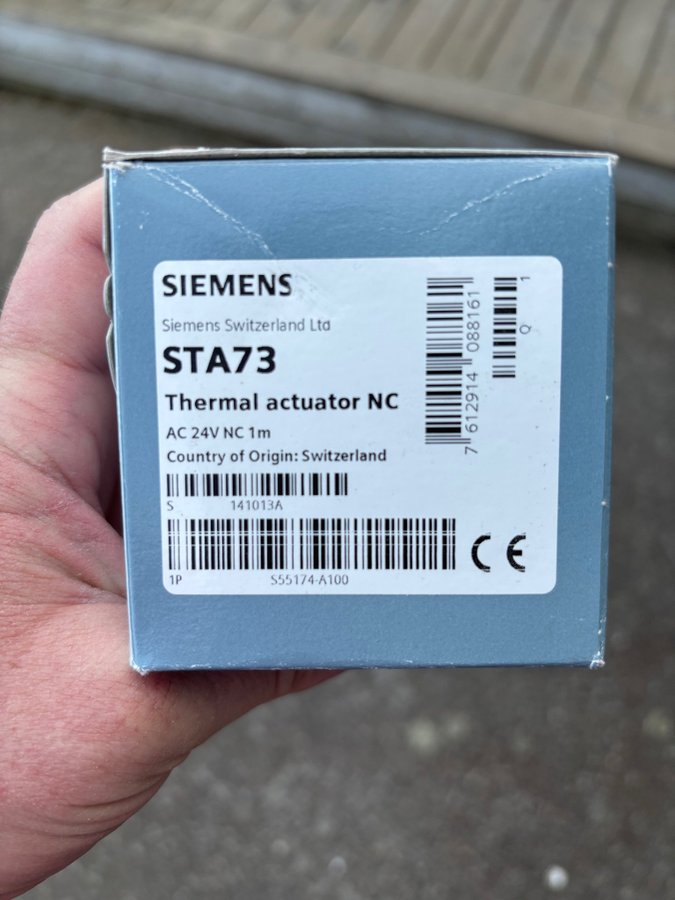 SIEMENS
Siemens Switzerland Ltd
STA73
Thermal actuator NC
AC 24V NC 1m
Country of Origin: Switzerland
S 141013A
1P S55174-A100
7 612914 088161
Q 1
CE